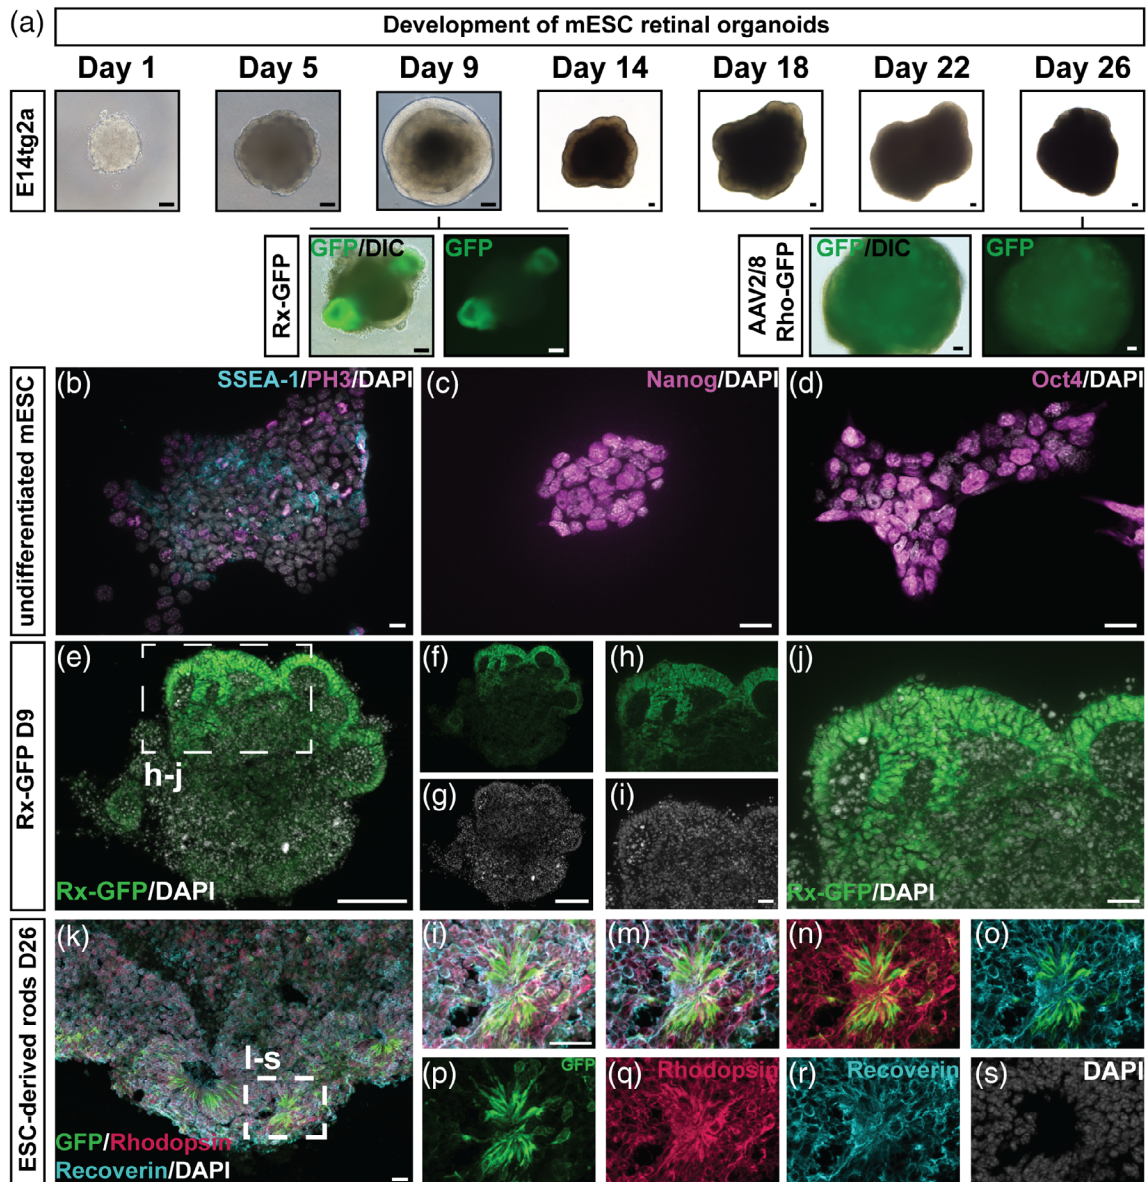 (a)
Development of mESC retinal organoids
Day 1 Day 5 Day 9 Day 14 Day 18 Day 22 Day 26
E14tg2a
Rx-GFP
GFP/DIC
GFP
AAV2/8
Rho-GFP
GFP/DIC
GFP
undifferentiated mESC
(b)
SSEA-1/PH3/DAPI
(c)
Nanog/DAPI
(d)
Oct4/DAPI
Rx-GFP D9
(e)
h-j
Rx-GFP/DAPI
(f)
(g)
(h)
(i)
(j)
Rx-GFP/DAPI
ESC-derived rods D26
(k)
l-s
GFP/Rhodopsin
Recoverin/DAPI
(l)
(m)
(n)
(o)
(p)
GFP
(q)
Rhodopsin
(r)
Recoverin
(s)
DAPI